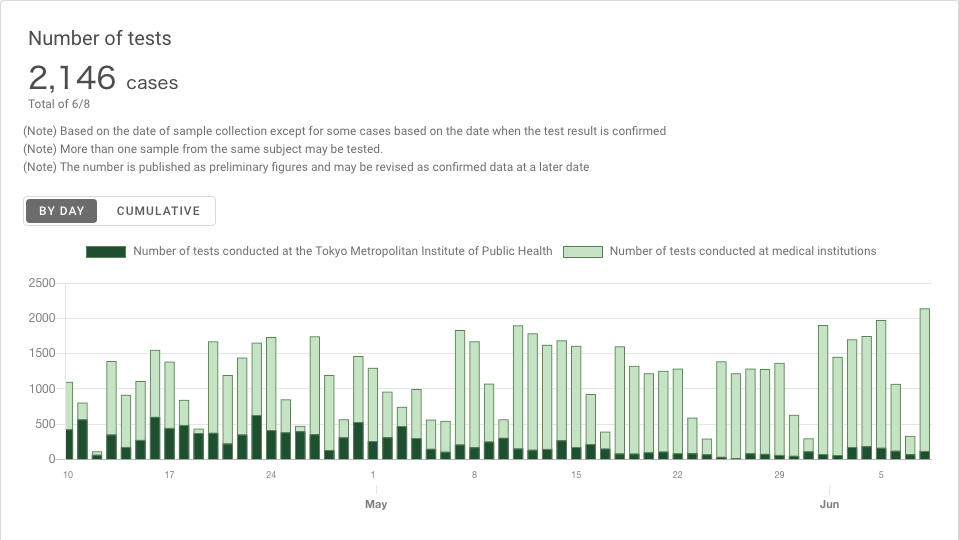 Number of tests
2,146 cases
Total of 6/8
(Note) Based on the date of sample collection except for some cases based on the date when the test result is confirmed
(Note) More than one sample from the same subject may be tested.
(Note) The number is published as preliminary figures and may be revised as confirmed data at a later date
BY DAY CUMULATIVE
Number of tests conducted at the Tokyo Metropolitan Institute of Public Health Number of tests conducted at medical institutions
2500
2000
1500
1000
500
0
10 17 24 1 8 15 22 29 5
May Jun